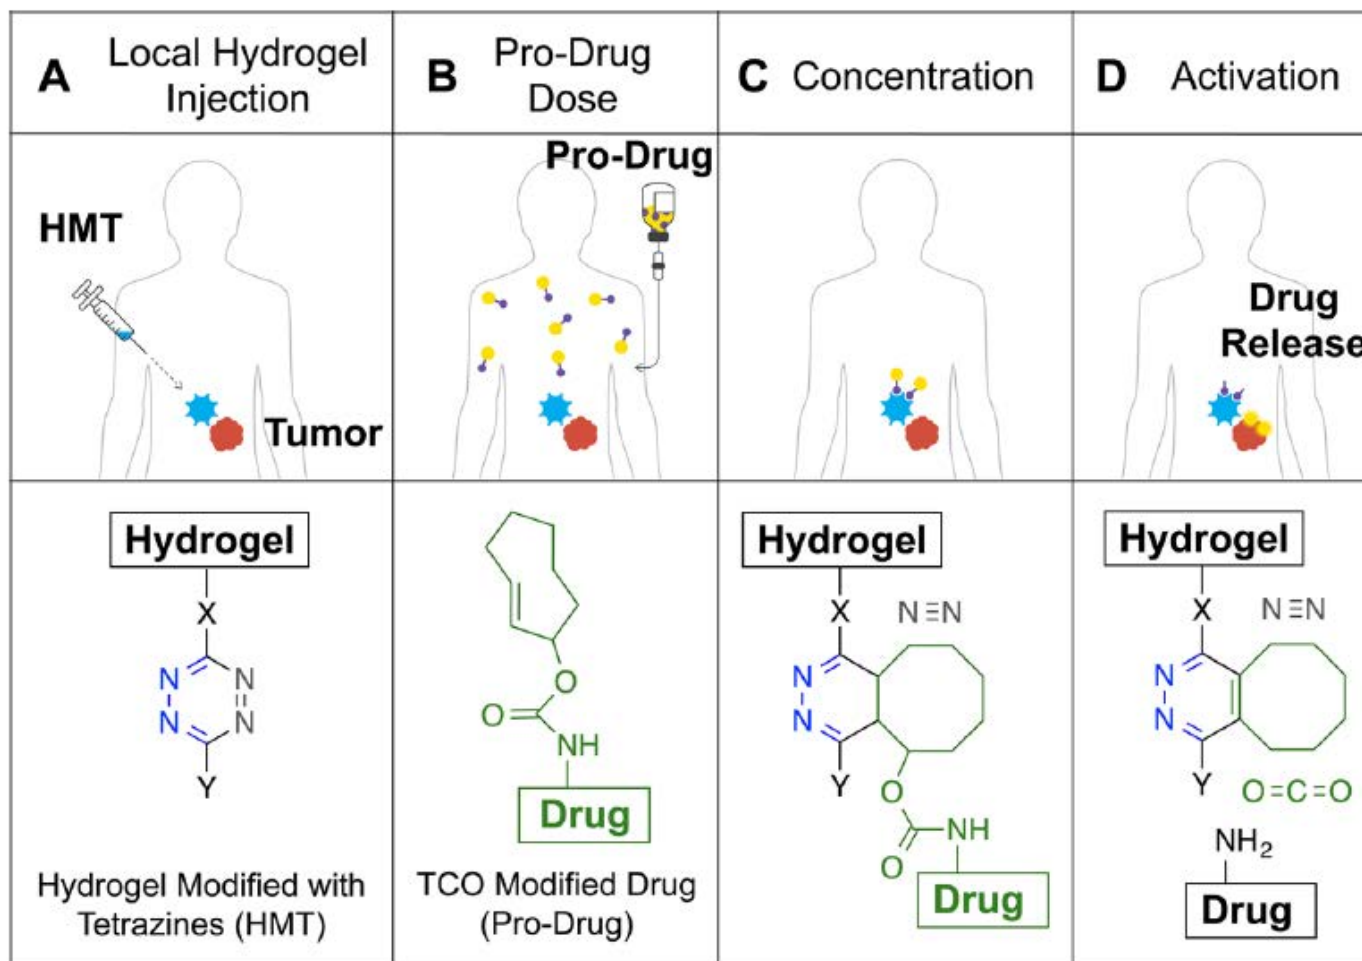 A Local Hydrogel
Injection
B Pro-Drug
Dose
C Concentration
D Activation
HMT
Tumor
Pro-Drug
Drug
Release
Hydrogel
X
N
N
N
N
Y
Hydrogel Modified with
Tetrazines (HMT)
O
O
NH
Drug
TCO Modified Drug
(Pro-Drug)
Hydrogel
X
N≡N
N
N
Y
O
NH
O
Drug
Hydrogel
X
N≡N
N
N
Y
O=C=O
NH₂
Drug